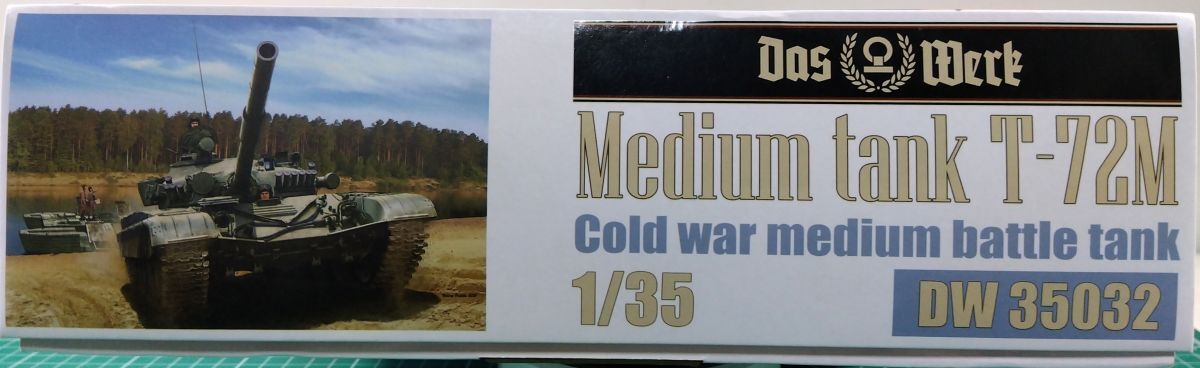 Das Werk
Medium tank T-72M
Cold war medium battle tank
1/35
DW 35032